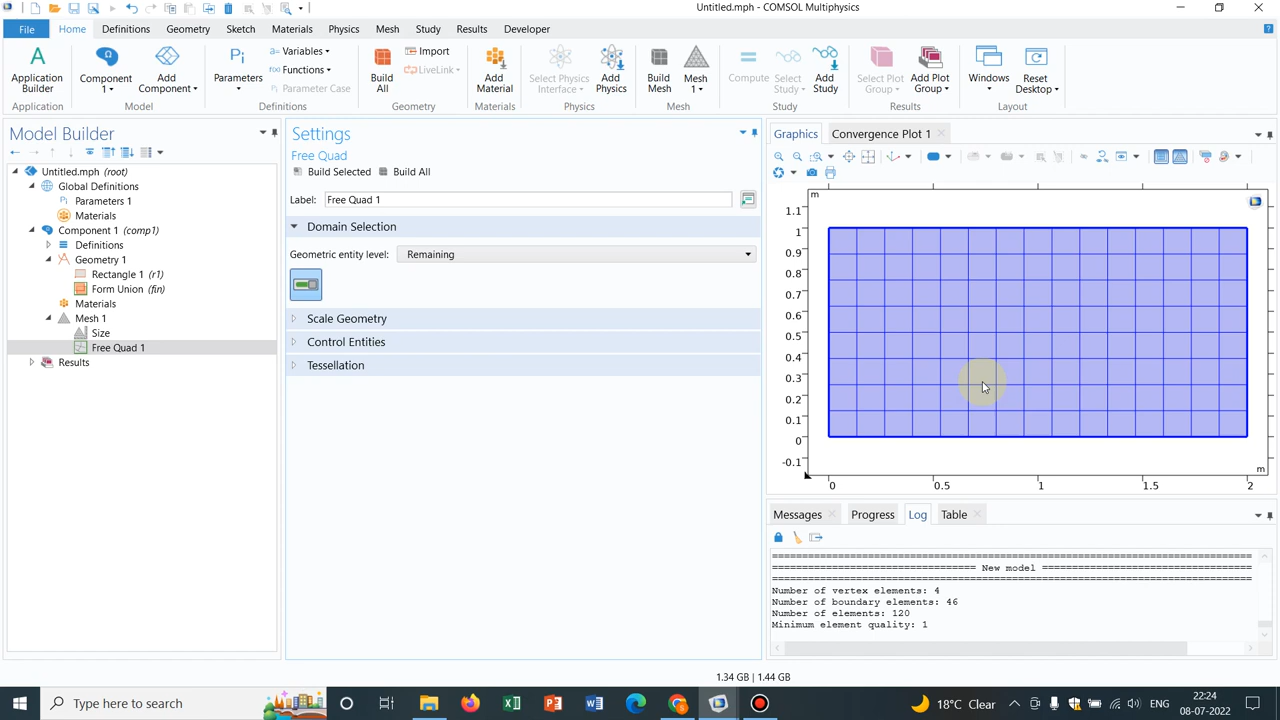 Untitled.mph - COMSOL Multiphysics
File Home Definitions Geometry Sketch Materials Physics Mesh Study Results Developer
Application Builder
Component 1
Add Component
Parameters
a= Variables
f(x) Functions
Pi Parameter Case
Build All
Import
LiveLink
Add Material
Select Physics Interface
Add Physics
Build Mesh
Mesh 1
Compute
Select Study
Add Study
Select Plot Group
Add Plot Group
Windows
Reset Desktop
Application Model Definitions Geometry Materials Physics Mesh Study Results Layout
Model Builder
Untitled.mph (root)
Global Definitions
Parameters 1
Materials
Component 1 (comp1)
Definitions
Geometry 1
Rectangle 1 (r1)
Form Union (fin)
Materials
Mesh 1
Size
Free Quad 1
Results
Settings
Free Quad
Build Selected Build All
Label: Free Quad 1
Domain Selection
Geometric entity level: Remaining
Scale Geometry
Control Entities
Tessellation
Graphics Convergence Plot 1
m
1.1
1
0.9
0.8
0.7
0.6
0.5
0.4
0.3
0.2
0.1
0
-0.1
m
0 0.5 1 1.5 2
Messages Progress Log Table
================================= New model =====================================
Number of vertex elements: 4
Number of boundary elements: 46
Number of elements: 120
Minimum element quality: 1
1.34 GB | 1.44 GB
Type here to search
18°C Clear
ENG
22:24
08-07-2022